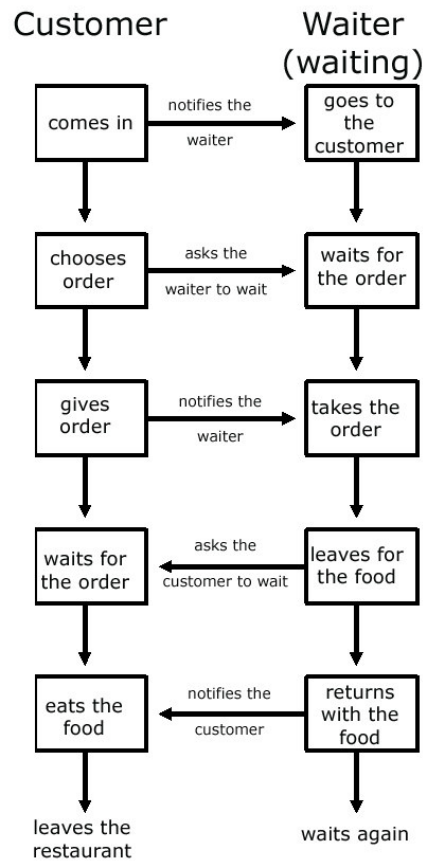 Customer
Waiter
(waiting)
comes in
notifies the
waiter
goes to
the
customer
chooses
order
asks the
waiter to wait
waits for
the order
gives
order
notifies the
waiter
takes the
order
waits for
the order
asks the
customer to wait
leaves for
the food
eats the
food
notifies the
customer
returns
with the
food
leaves the
restaurant
waits again